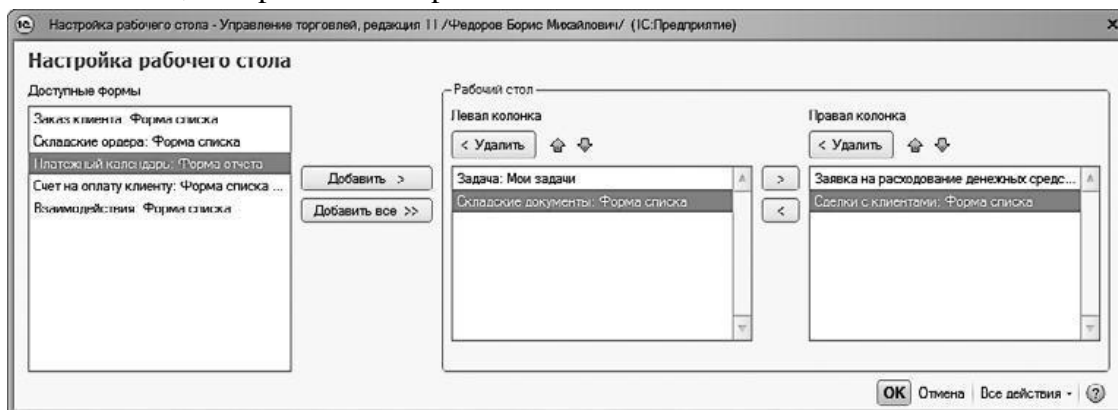 Настройка рабочего стола - Управление торговлей, редакция 11 /Федоров Борис Михайлович/ (1С:Предприятие)
Настройка рабочего стола
Доступные формы
Заказ клиента: Форма списка
Складские ордера: Форма списка
Платежный календарь: Форма отчета
Счет на оплату клиенту: Форма списка ...
Взаимодействия: Форма списка
Добавить >
Добавить все >>
Рабочий стол
Левая колонка
< Удалить
Задача: Мои задачи
Складские документы: Форма списка
>
<
Правая колонка
< Удалить
Заявка на расходование денежных средс...
Сделки с клиентами: Форма списка
OK Отмена Все действия ?